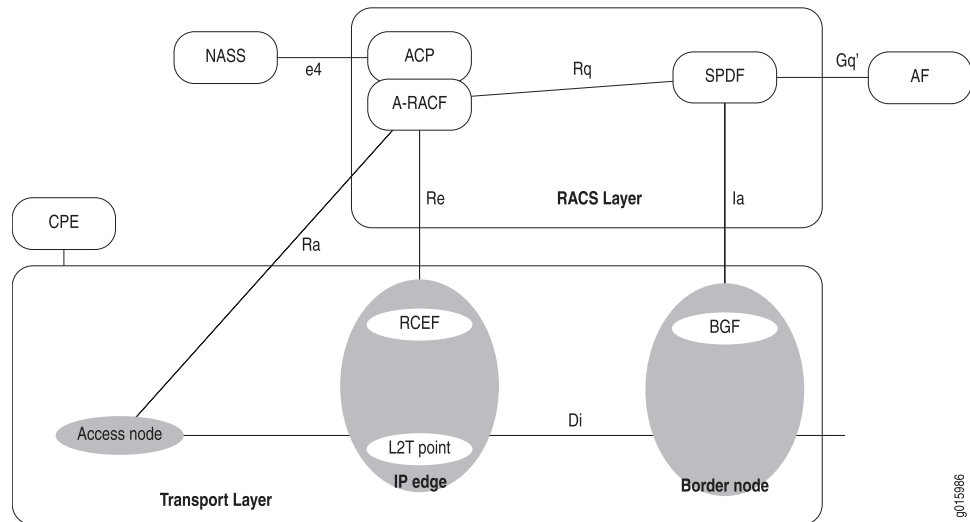 NASS
e4
ACP
A-RACF
Rq
SPDF
Gq'
AF
RACS Layer
Re
Ia
CPE
Ra
RCEF
BGF
Access node
L2T point
Di
IP edge
Border node
Transport Layer
g015986